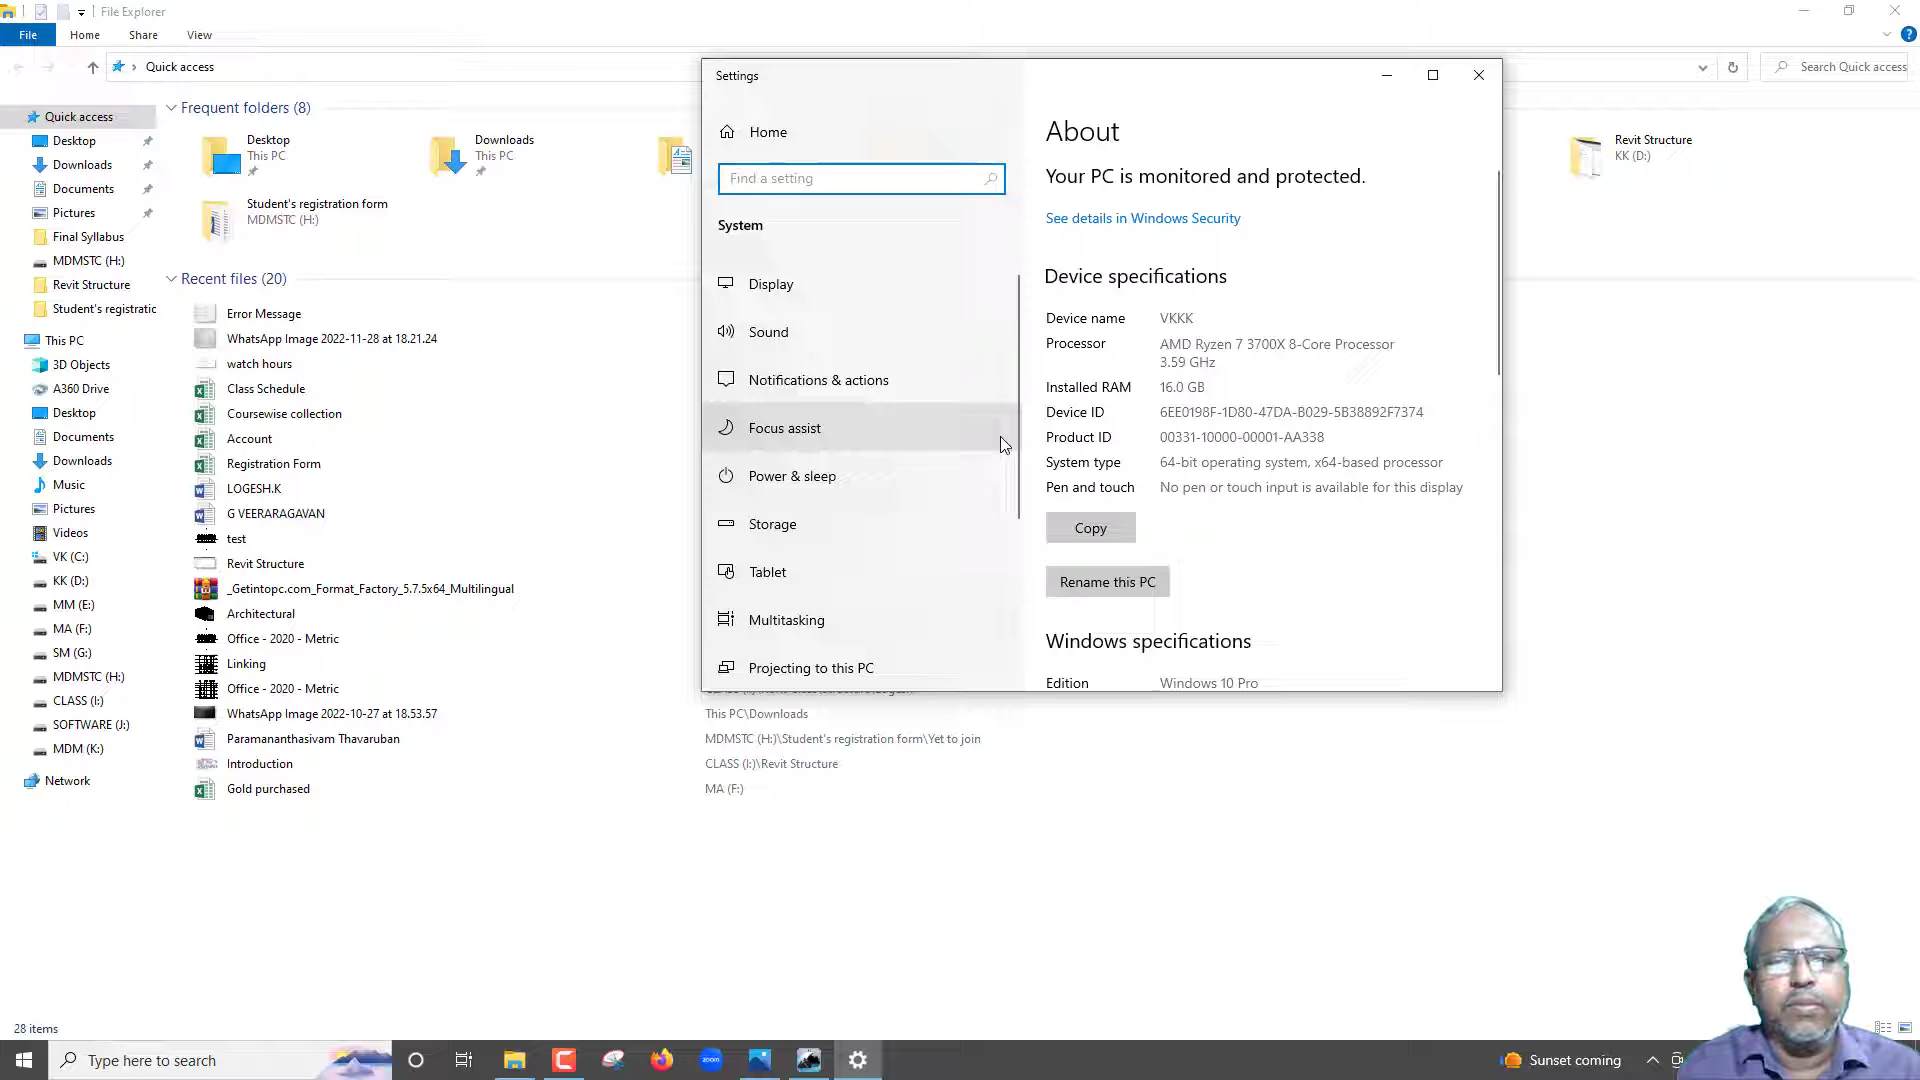 File Explorer
File
Home
Share
View
Quick access
Search Quick access
Quick access
Desktop
Downloads
Documents
Pictures
Final Syllabus
MDMSTC (H:)
Revit Structure
Student's registratic
This PC
3D Objects
A360 Drive
Desktop
Documents
Downloads
Music
Pictures
Videos
VK (C:)
KK (D:)
MM (E:)
MA (F:)
SM (G:)
MDMSTC (H:)
CLASS (I:)
SOFTWARE (J:)
MDM (K:)
Network
Frequent folders (8)
Desktop
This PC
Downloads
This PC
Revit Structure
KK (D:)
Student's registration form
MDMSTC (H:)
Recent files (20)
Error Message
WhatsApp Image 2022-11-28 at 18.21.24
watch hours
Class Schedule
Coursewise collection
Account
Registration Form
LOGESH.K
G VEERARAGAVAN
test
Revit Structure
_Getintopc.com_Format_Factory_5.7.5x64_Multilingual
Architectural
Office - 2020 - Metric
Linking
Office - 2020 - Metric
WhatsApp Image 2022-10-27 at 18.53.57
This PC\Downloads
Paramananthasivam Thavaruban
MDMSTC (H:)\Student's registration form\Yet to join
Introduction
CLASS (I:)\Revit Structure
Gold purchased
MA (F:)
Settings
Home
Find a setting
System
Display
Sound
Notifications & actions
Focus assist
Power & sleep
Storage
Tablet
Multitasking
Projecting to this PC
About
Your PC is monitored and protected.
See details in Windows Security
Device specifications
Device name VKKK
Processor AMD Ryzen 7 3700X 8-Core Processor
3.59 GHz
Installed RAM 16.0 GB
Device ID 6EE0198F-1D80-47DA-B029-5B38892F7374
Product ID 00331-10000-00001-AA338
System type 64-bit operating system, x64-based processor
Pen and touch No pen or touch input is available for this display
Copy
Rename this PC
Windows specifications
Edition Windows 10 Pro
28 items
Type here to search
zoom
Sunset coming